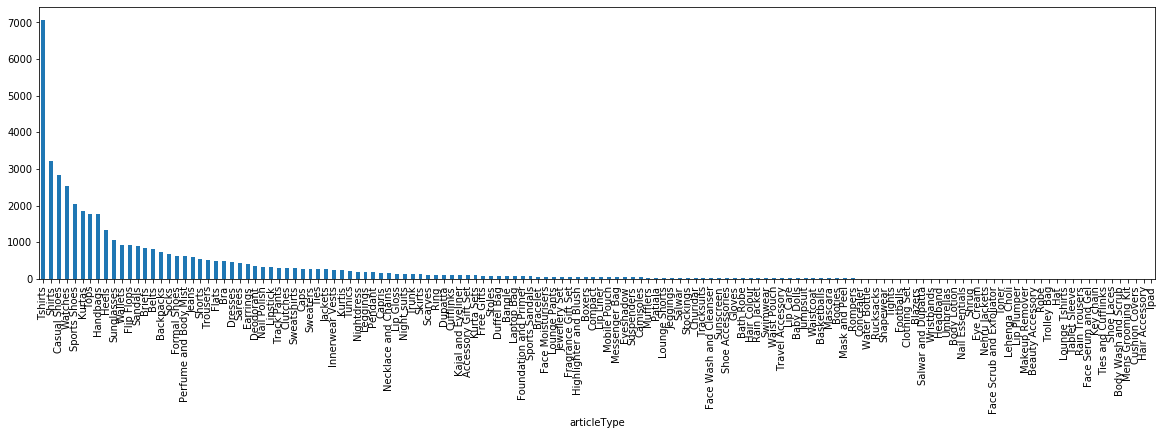 7000
6000
5000
4000
3000
2000
1000
0
Tshirts
Shirts
Casual Shoes
Watches
Sports Shoes
Kurtas
Tops
Handbags
Heels
Sunglasses
Wallets
Flip Flops
Sandals
Briefs
Belts
Backpacks
Socks
Formal Shoes
Perfume and Body Mist
Jeans
Shorts
Trousers
Flats
Bra
Dresses
Sarees
Earrings
Deodorant
Nail Polish
Lipstick
Track Pants
Clutches
Sweatshirts
Caps
Sweaters
Ties
Jackets
Innerwear Vests
Kurtis
Tunics
Nightdress
Leggings
Pendant
Capris
Necklace and Chains
Lip Gloss
Night suits
Trunk
Skirts
Scarves
Ring
Dupatta
Cufflinks
Kajal and Eyeliner
Accessory Gift Set
Kurta Sets
Free Gifts
Stoles
Duffel Bag
Bangle
Laptop Bag
Foundation and Primer
Sports Sandals
Bracelet
Face Moisturisers
Lounge Pants
Jewellery Set
Fragrance Gift Set
Highlighter and Blush
Boxers
Compact
Lip Liner
Mobile Pouch
Messenger Bag
Eyeshadow
Suspenders
Camisoles
Mufflers
Patiala
Lounge Shorts
Jeggings
Salwar
Stockings
Churidar
Tracksuits
Face Wash and Cleanser
Sunscreen
Shoe Accessories
Gloves
Bath Robe
Hair Colour
Rain Jacket
Swimwear
Waist Pouch
Travel Accessory
Lip Care
Baby Dolls
Jumpsuit
Waistcoat
Basketballs
Mascara
Booties
Mask and Peel
Rompers
Concealer
Water Bottle
Rucksacks
Shapewear
Tights
Footballs
Clothing Set
Blazers
Salwar and Dupatta
Wristbands
Headband
Umbrellas
Body Lotion
Nail Essentials
Shrug
Eye Cream
Nehru Jackets
Toner
Face Scrub and Exfoliator
Lehenga Choli
Lip Plumper
Makeup Remover
Beauty Accessory
Robe
Trolley Bag
Hat
Lounge Tshirts
Tablet Sleeve
Rain Trousers
Face Serum and Gel
Key chain
Ties and Cufflinks
Shoe Laces
Body Wash and Scrub
Mens Grooming Kit
Cushion Covers
Hair Accessory
Ipad
articleType